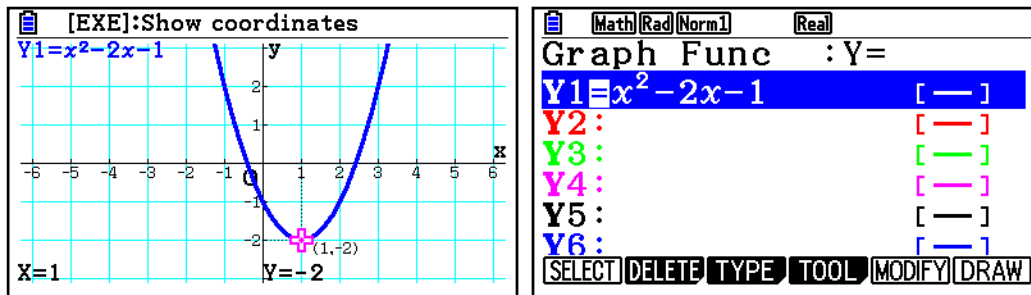 [EXE]:Show coordinates
Y1=x²-2x-1
y
2
1
x
-6 -5 -4 -3 -2 -1 O 1 2 3 4 5 6
-1
-2
(1,-2)
X=1 Y=-2
Math Rad Norm1 Real
Graph Func :Y=
Y1=x²-2x-1 [—]
Y2: [—]
Y3: [—]
Y4: [—]
Y5: [—]
Y6: [—]
SELECT DELETE TYPE TOOL MODIFY DRAW